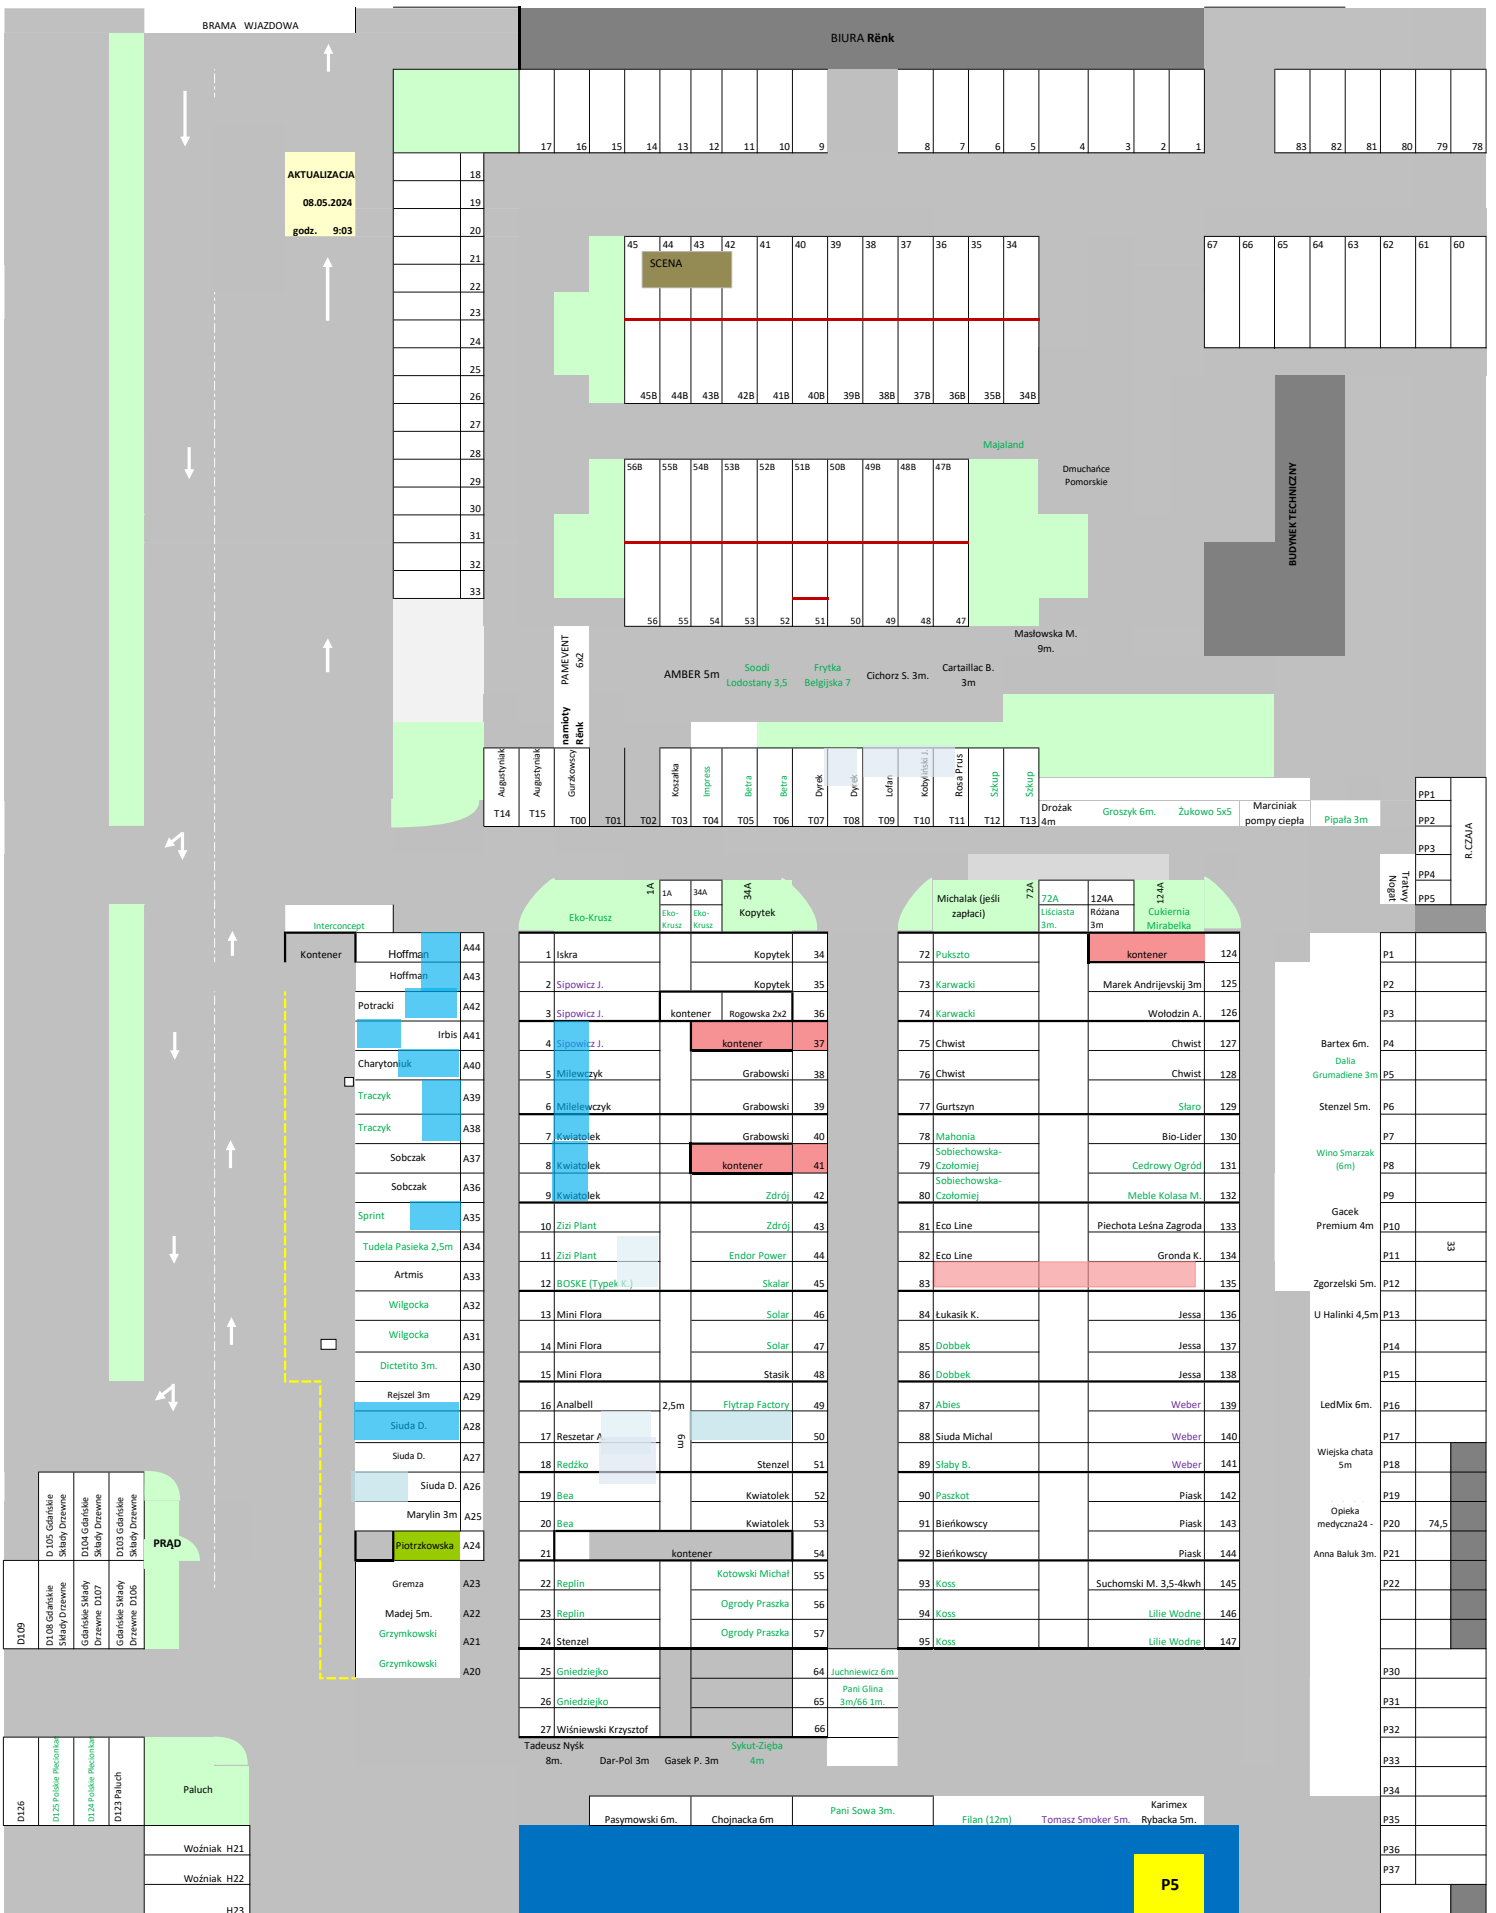 BRAMA WJAZDOWA
BIURA Rënk
17 16 15 14 13 12 11 10 9 8 7 6 5 4 3 2 1 83 82 81 80 79 78
AKTUALIZACJA
08.05.2024
godz. 9:03
18
19
20
21
22
23
24
25
26
27
28
29
30
31
32
33
45 44 43 42 41 40 39 38 37 36 35 34
SCENA
67 66 65 64 63 62 61 60
45B 44B 43B 42B 41B 40B 39B 38B 37B 36B 35B 34B
Majaland
56B 55B 54B 53B 52B 51B 50B 49B 48B 47B
Dmuchańce
Pomorskie
BUDYNEK TECHNICZNY
56 55 54 53 52 51 50 49 48 47
Masłowska M.
9m.
PAMEVENT
6x2
namioty
Rënk
AMBER 5m
Soodi
Lodostany 3,5
Frytka
Belgijska 7
Cichorz S. 3m.
Cartaillac B.
3m
Augustyniak T14
Augustyniak T15
Gurzkowscy T00
T01
T02
Koszałka T03
Impress T04
Betra T05
Betra T06
Dyrek T07
Dyrek T08
Lofar T09
Kobyliński J. T10
Rosa Prus T11
Szkup T12
Szkup T13
Drożak
4m
Groszyk 6m.
Żukowo 5x5
Marciniak
pompy ciepła
Pipała 3m
PP1
PP2
PP3
PP4
PP5
R.CZAJA
Tratwy
Nogat
Eko-Krusz
1A
1A
Eko-
Krusz
34A
Eko-
Krusz
34A
Kopytek
Michalak (jeśli
zapłaci)
72A
72A
Liściasta
3m.
124A
Różana
3m
124A
Cukiernia
Mirabelka
Interconcept
Kontener
Hoffman A44
Hoffman A43
Potracki A42
Irbis A41
Charytoniuk A40
Traczyk A39
Traczyk A38
Sobczak A37
Sobczak A36
Sprint A35
Tudela Pasieka 2,5m A34
Artmis A33
Wilgocka A32
Wilgocka A31
Dictetito 3m. A30
Rejszel 3m A29
Siuda D. A28
Siuda D. A27
Siuda D. A26
Marylin 3m A25
Piotrzkowska A24
Gremza A23
Madej 5m. A22
Grzymkowski A21
Grzymkowski A20
1 Iskra Kopytek 34
2 Sipowicz J. Kopytek 35
3 Sipowicz J. kontener Rogowska 2x2 36
4 Sipowicz J. kontener 37
5 Milewczyk Grabowski 38
6 Milelewczyk Grabowski 39
7 Kwiatolek Grabowski 40
8 Kwiatolek kontener 41
9 Kwiatolek Zdrój 42
10 Zizi Plant Zdrój 43
11 Zizi Plant Endor Power 44
12 BOSKE (Typek K.) Skalar 45
13 Mini Flora Solar 46
14 Mini Flora Solar 47
15 Mini Flora Stasik 48
16 Analbell 2,5m Flytrap Factory 49
17 Reszetar A. 6m 50
18 Redźko Stenzel 51
19 Bea Kwiatolek 52
20 Bea Kwiatolek 53
21 kontener 54
22 Replin Kotowski Michał 55
23 Replin Ogrody Praszka 56
24 Stenzel Ogrody Praszka 57
25 Gniedziejko 64 Juchniewicz 6m
26 Gniedziejko 65 Pani Glina
3m/66 1m.
27 Wiśniewski Krzysztof 66
Tadeusz Nyśk
8m.
Dar-Pol 3m
Gasek P. 3m
Sykut-Zięba
4m
72 Pukszto kontener 124
73 Karwacki Marek Andrijevskij 3m 125
74 Karwacki Wołodzin A. 126
75 Chwist Chwist 127
76 Chwist Chwist 128
77 Gurtszyn Słaro 129
78 Mahonia Bio-Lider 130
79 Sobiechowska-
Czołomiej Cedrowy Ogród 131
80 Sobiechowska-
Czołomiej Meble Kolasa M. 132
81 Eco Line Piechota Leśna Zagroda 133
82 Eco Line Gronda K. 134
83 135
84 Łukasik K. Jessa 136
85 Dobbek Jessa 137
86 Dobbek Jessa 138
87 Abies Weber 139
88 Siuda Michal Weber 140
89 Słaby B. Weber 141
90 Paszkot Piask 142
91 Bieńkowscy Piask 143
92 Bieńkowscy Piask 144
93 Koss Suchomski M. 3,5-4kwh 145
94 Koss Lilie Wodne 146
95 Koss Lilie Wodne 147
P1
P2
P3
Bartex 6m. P4
Dalia
Grumadiene 3m P5
Stenzel 5m. P6
P7
Wino Smarzak
(6m) P8
P9
Gacek
Premium 4m P10
P11 33
Zgorzelski 5m. P12
U Halinki 4,5m P13
P14
P15
LedMix 6m. P16
P17
Wiejska chata
5m P18
P19
Opieka
medyczna24 - P20 74,5
Anna Baluk 3m. P21
P22
P30
P31
P32
P33
P34
P35
P36
P37
D 105 Gdańskie
Składy Drzewne
D104 Gdańskie
Składy Drzewne
D103 Gdańskie
Składy Drzewne
PRĄD
D109
D108 Gdańskie
Składy Drzewne
Gdańskie Składy
Drzewne D107
Gdańskie Składy
Drzewne D106
D126
D125 Polskie Plecionkar
D124 Polskie Plecionkar
D123 Paluch
Paluch
Woźniak H21
Woźniak H22
H23
Pasymowski 6m.
Chojnacka 6m
Pani Sowa 3m.
Filan (12m)
Tomasz Smoker 5m.
Karimex
Rybacka 5m.
P5